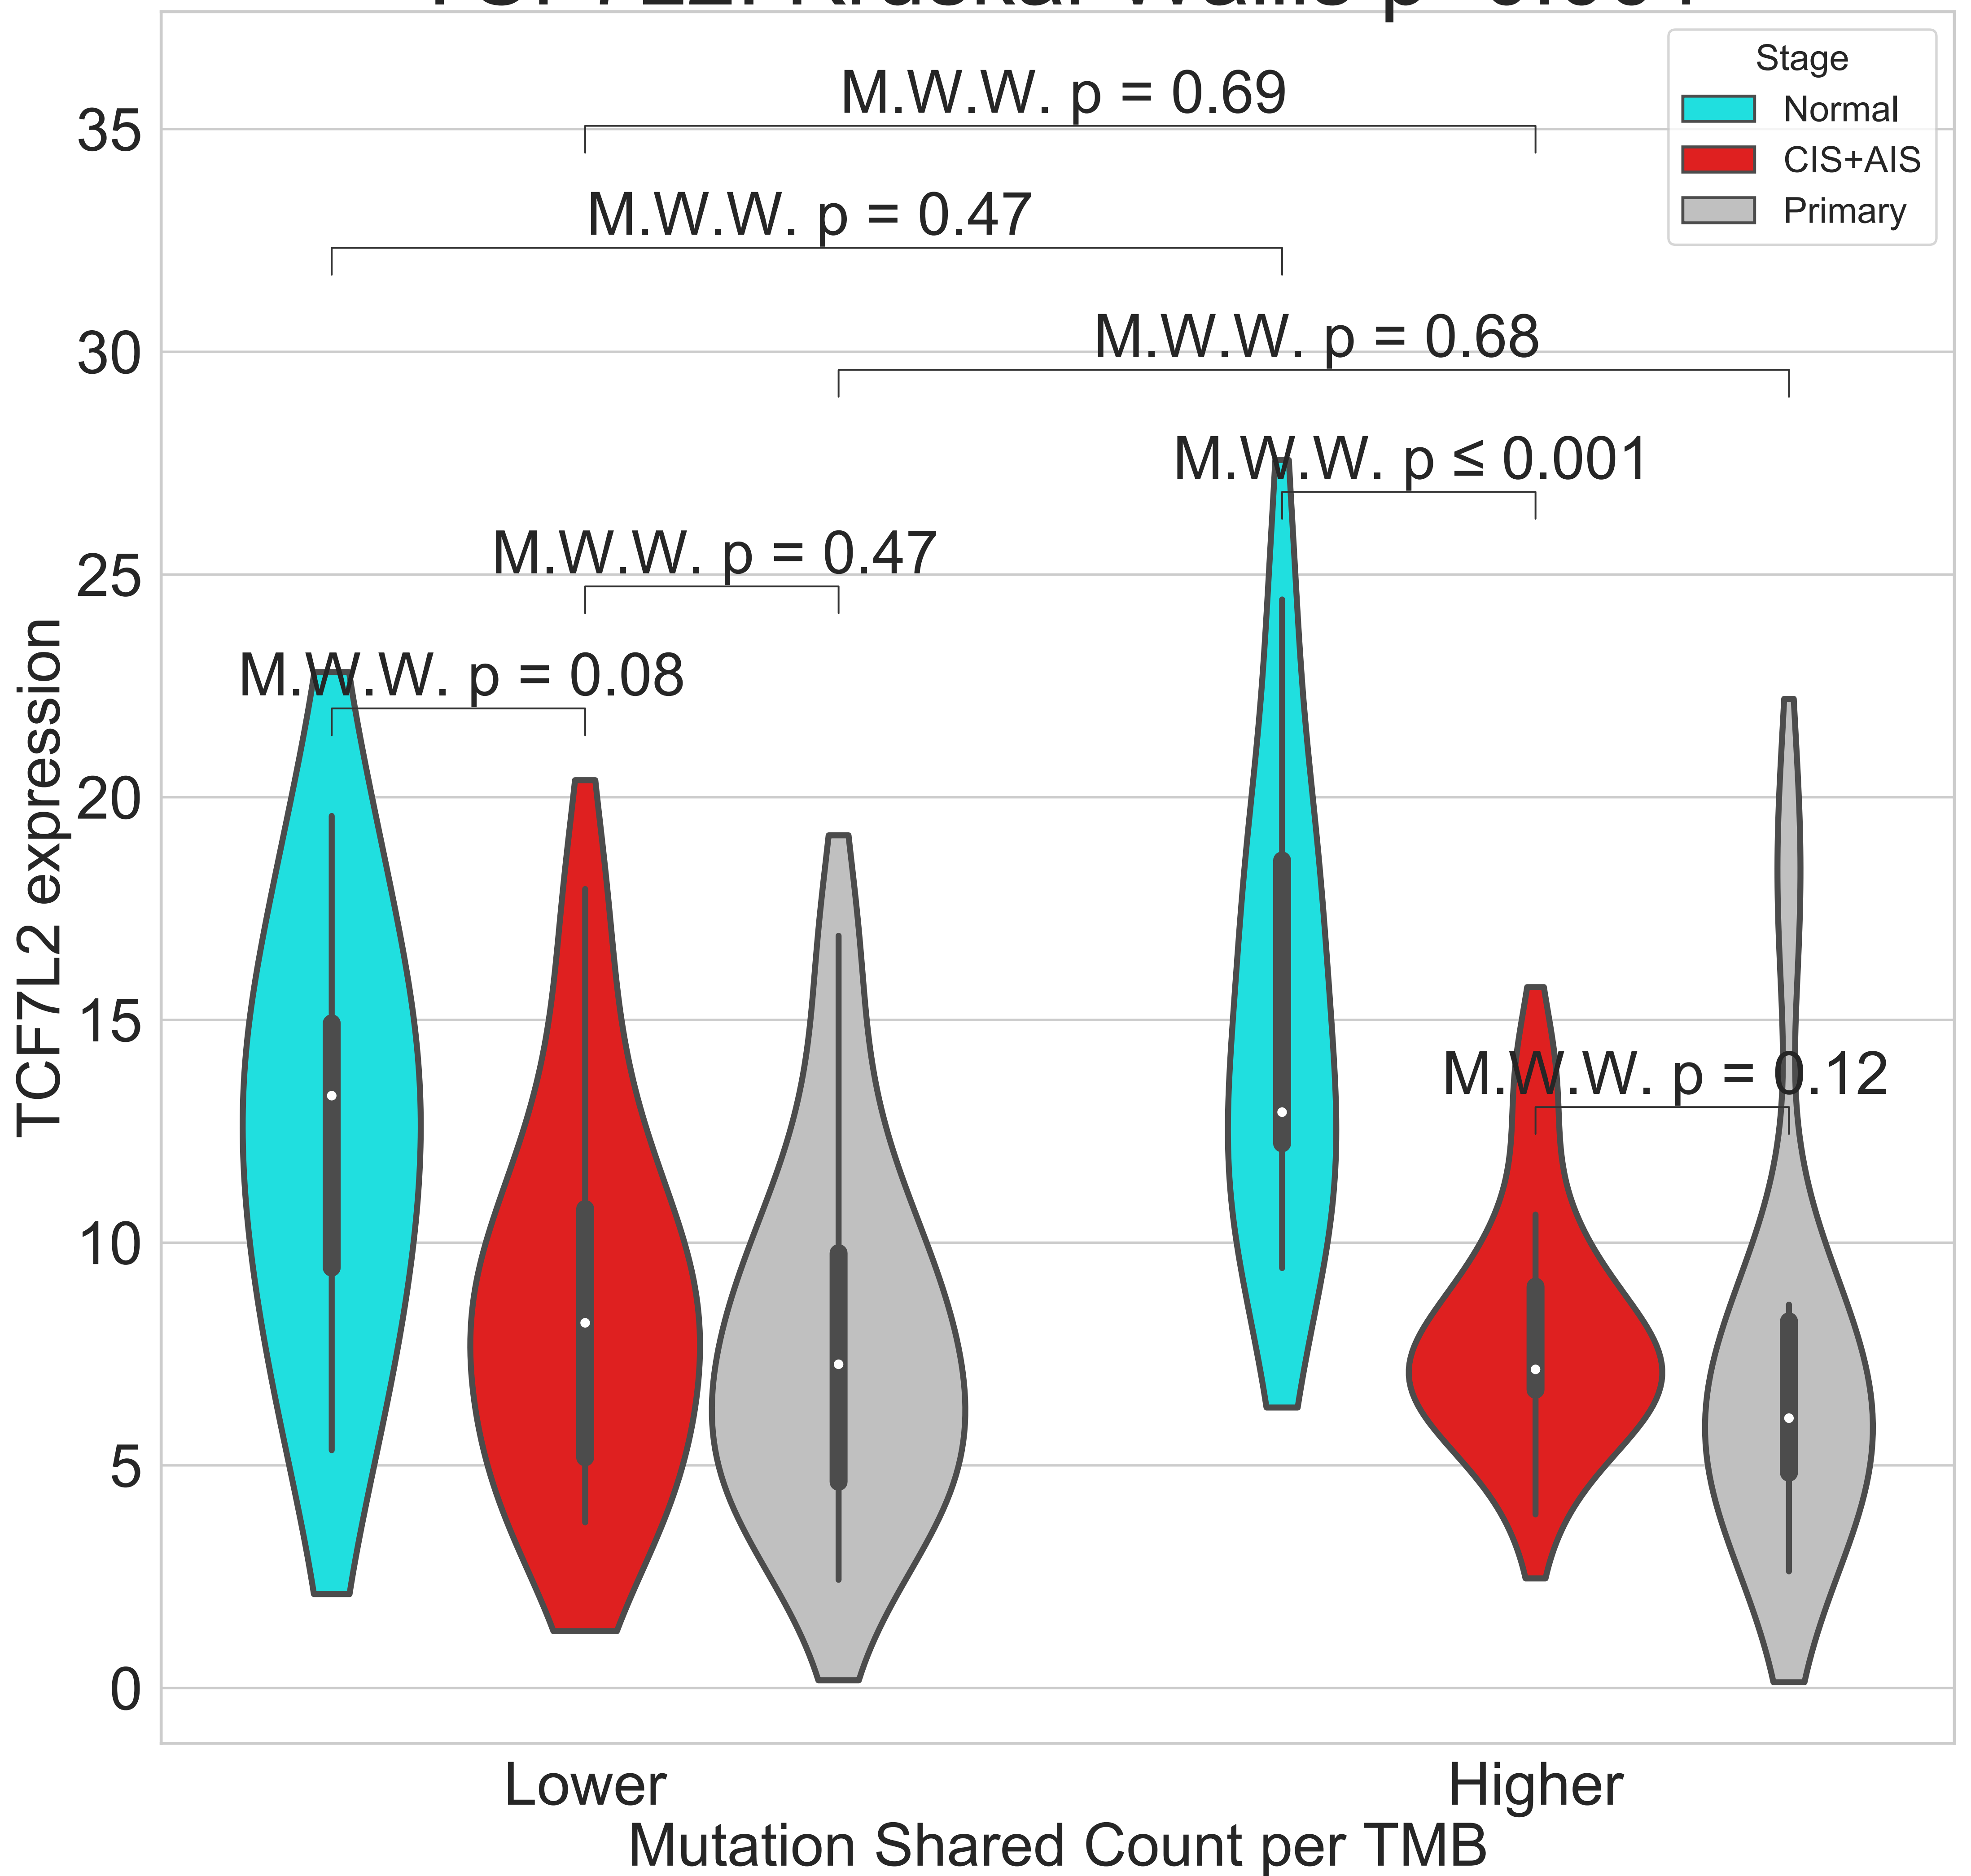 Stage
Normal
CIS+AIS
Primary
M.W.W. p = 0.69
M.W.W. p = 0.47
M.W.W. p = 0.68
M.W.W. p ≤ 0.001
M.W.W. p = 0.47
M.W.W. p = 0.08
M.W.W. p = 0.12
35
30
25
20
15
10
5
0
TCF7L2 expression
Lower
Higher
Mutation Shared Count per TMB